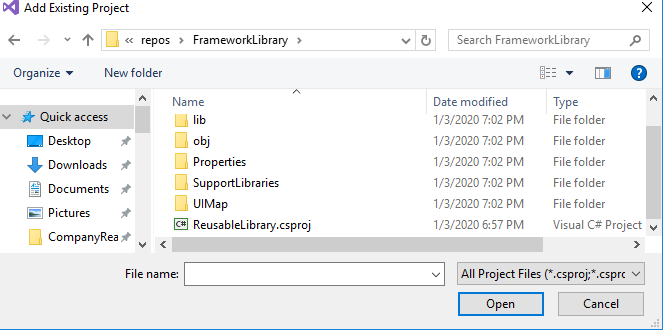 Add Existing Project
« repos › FrameworkLibrary ›
Search FrameworkLibrary
Organize New folder
Name Date modified Type
Quick access
Desktop
Downloads
Documents
Pictures
CompanyRea
lib 1/3/2020 7:02 PM File folder
obj 1/3/2020 7:02 PM File folder
Properties 1/3/2020 7:02 PM File folder
SupportLibraries 1/3/2020 7:02 PM File folder
UIMap 1/3/2020 7:02 PM File folder
C# ReusableLibrary.csproj 1/3/2020 6:57 PM Visual C# Project
File name: All Project Files (*.csproj;*.csprc
Open Cancel